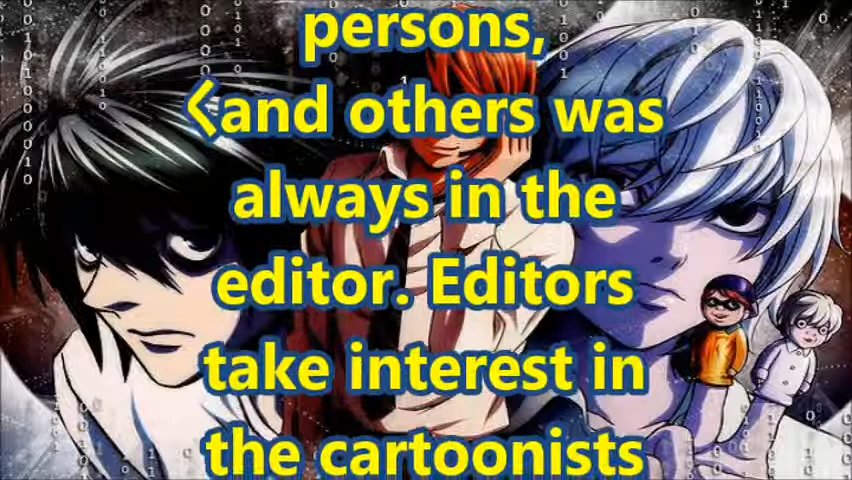 persons,
くand others was
always in the
editor. Editors
take interest in
the cartoonists